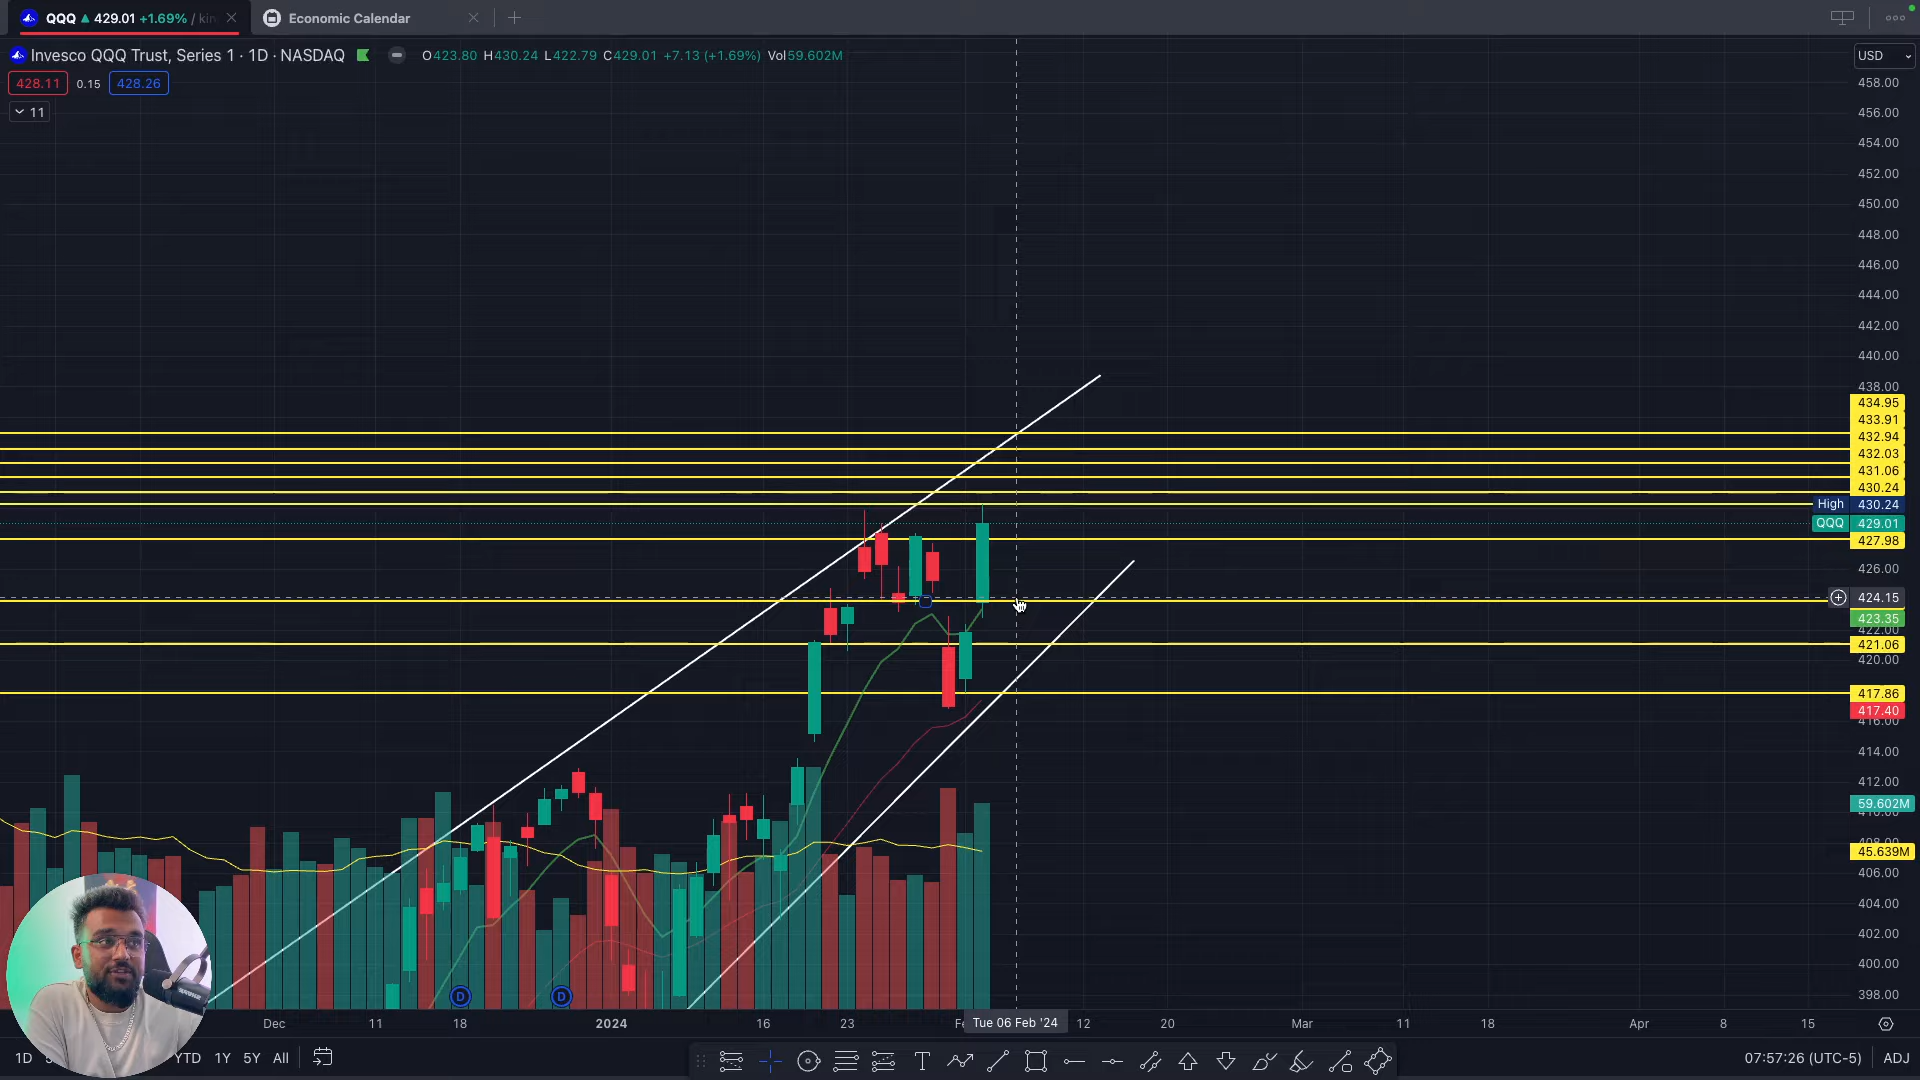 QQQ ▲ 429.01 +1.69% / kin
Economic Calendar
Invesco QQQ Trust, Series 1 · 1D · NASDAQ
O423.80 H430.24 L422.79 C429.01 +7.13 (+1.69%) Vol59.602M
USD
428.11 0.15 428.26
11
458.00
456.00
454.00
452.00
450.00
448.00
446.00
444.00
442.00
440.00
438.00
434.95
433.91
432.94
432.03
431.06
430.24
High 430.24
QQQ 429.01
427.98
426.00
424.15
423.35
422.00
421.06
420.00
417.86
417.40
416.00
414.00
412.00
59.602M
45.639M
406.00
404.00
402.00
400.00
398.00
D D
Dec 11 18 2024 16 23 Fe Tue 06 Feb '24 12 20 Mar 11 18 Apr 8 15
1D YTD 1Y 5Y All
T
07:57:26 (UTC-5) ADJ